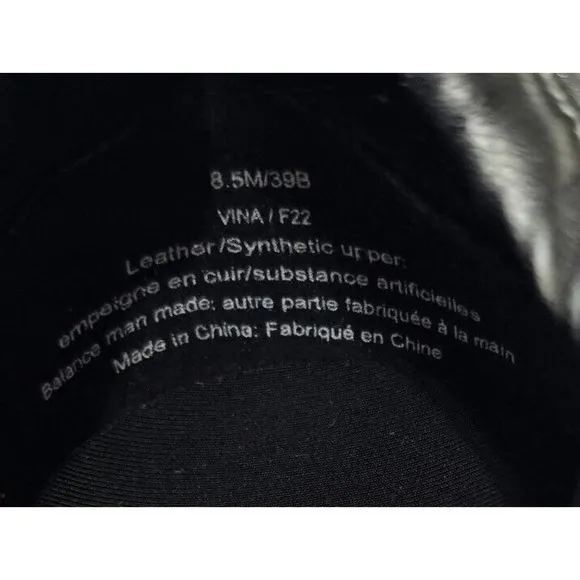 8.5M/39B
VINA / F22
Leather/Synthetic upper:
empeigne en cuir/substance artificielles
Balance man made: autre partie fabriquée à la main
Made in China: Fabriqué en Chine